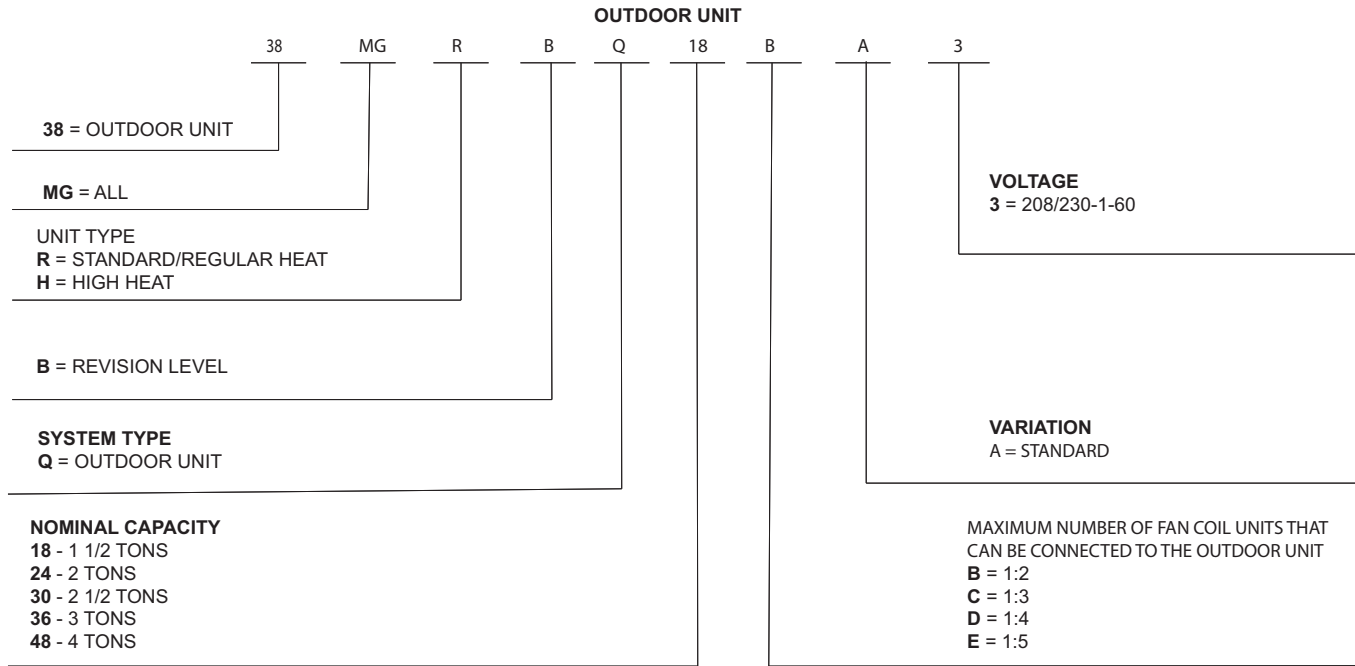 OUTDOOR UNIT
38 MG R B Q 18 B A 3
38 = OUTDOOR UNIT
MG = ALL
UNIT TYPE
R = STANDARD/REGULAR HEAT
H = HIGH HEAT
B = REVISION LEVEL
SYSTEM TYPE
Q = OUTDOOR UNIT
NOMINAL CAPACITY
18 - 1 1/2 TONS
24 - 2 TONS
30 - 2 1/2 TONS
36 - 3 TONS
48 - 4 TONS
VOLTAGE
3 = 208/230-1-60
VARIATION
A = STANDARD
MAXIMUM NUMBER OF FAN COIL UNITS THAT
CAN BE CONNECTED TO THE OUTDOOR UNIT
B = 1:2
C = 1:3
D = 1:4
E = 1:5